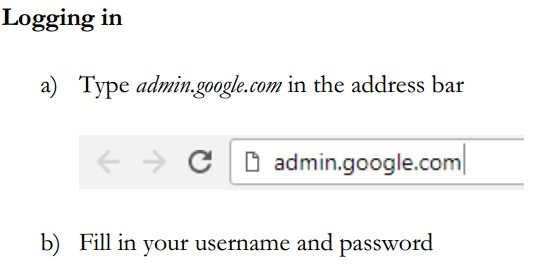 Logging in
a) Type admin.google.com in the address bar
admin.google.com
b) Fill in your username and password